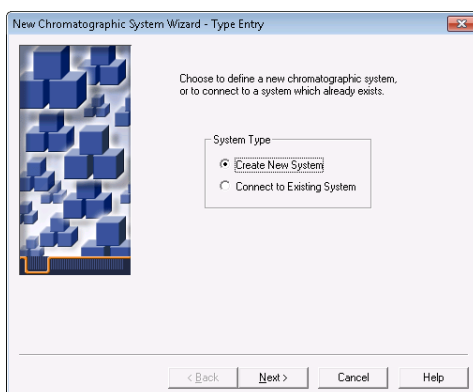 New Chromatographic System Wizard - Type Entry
Choose to define a new chromatographic system,
or to connect to a system which already exists.
System Type
Create New System
Connect to Existing System
< Back Next > Cancel Help